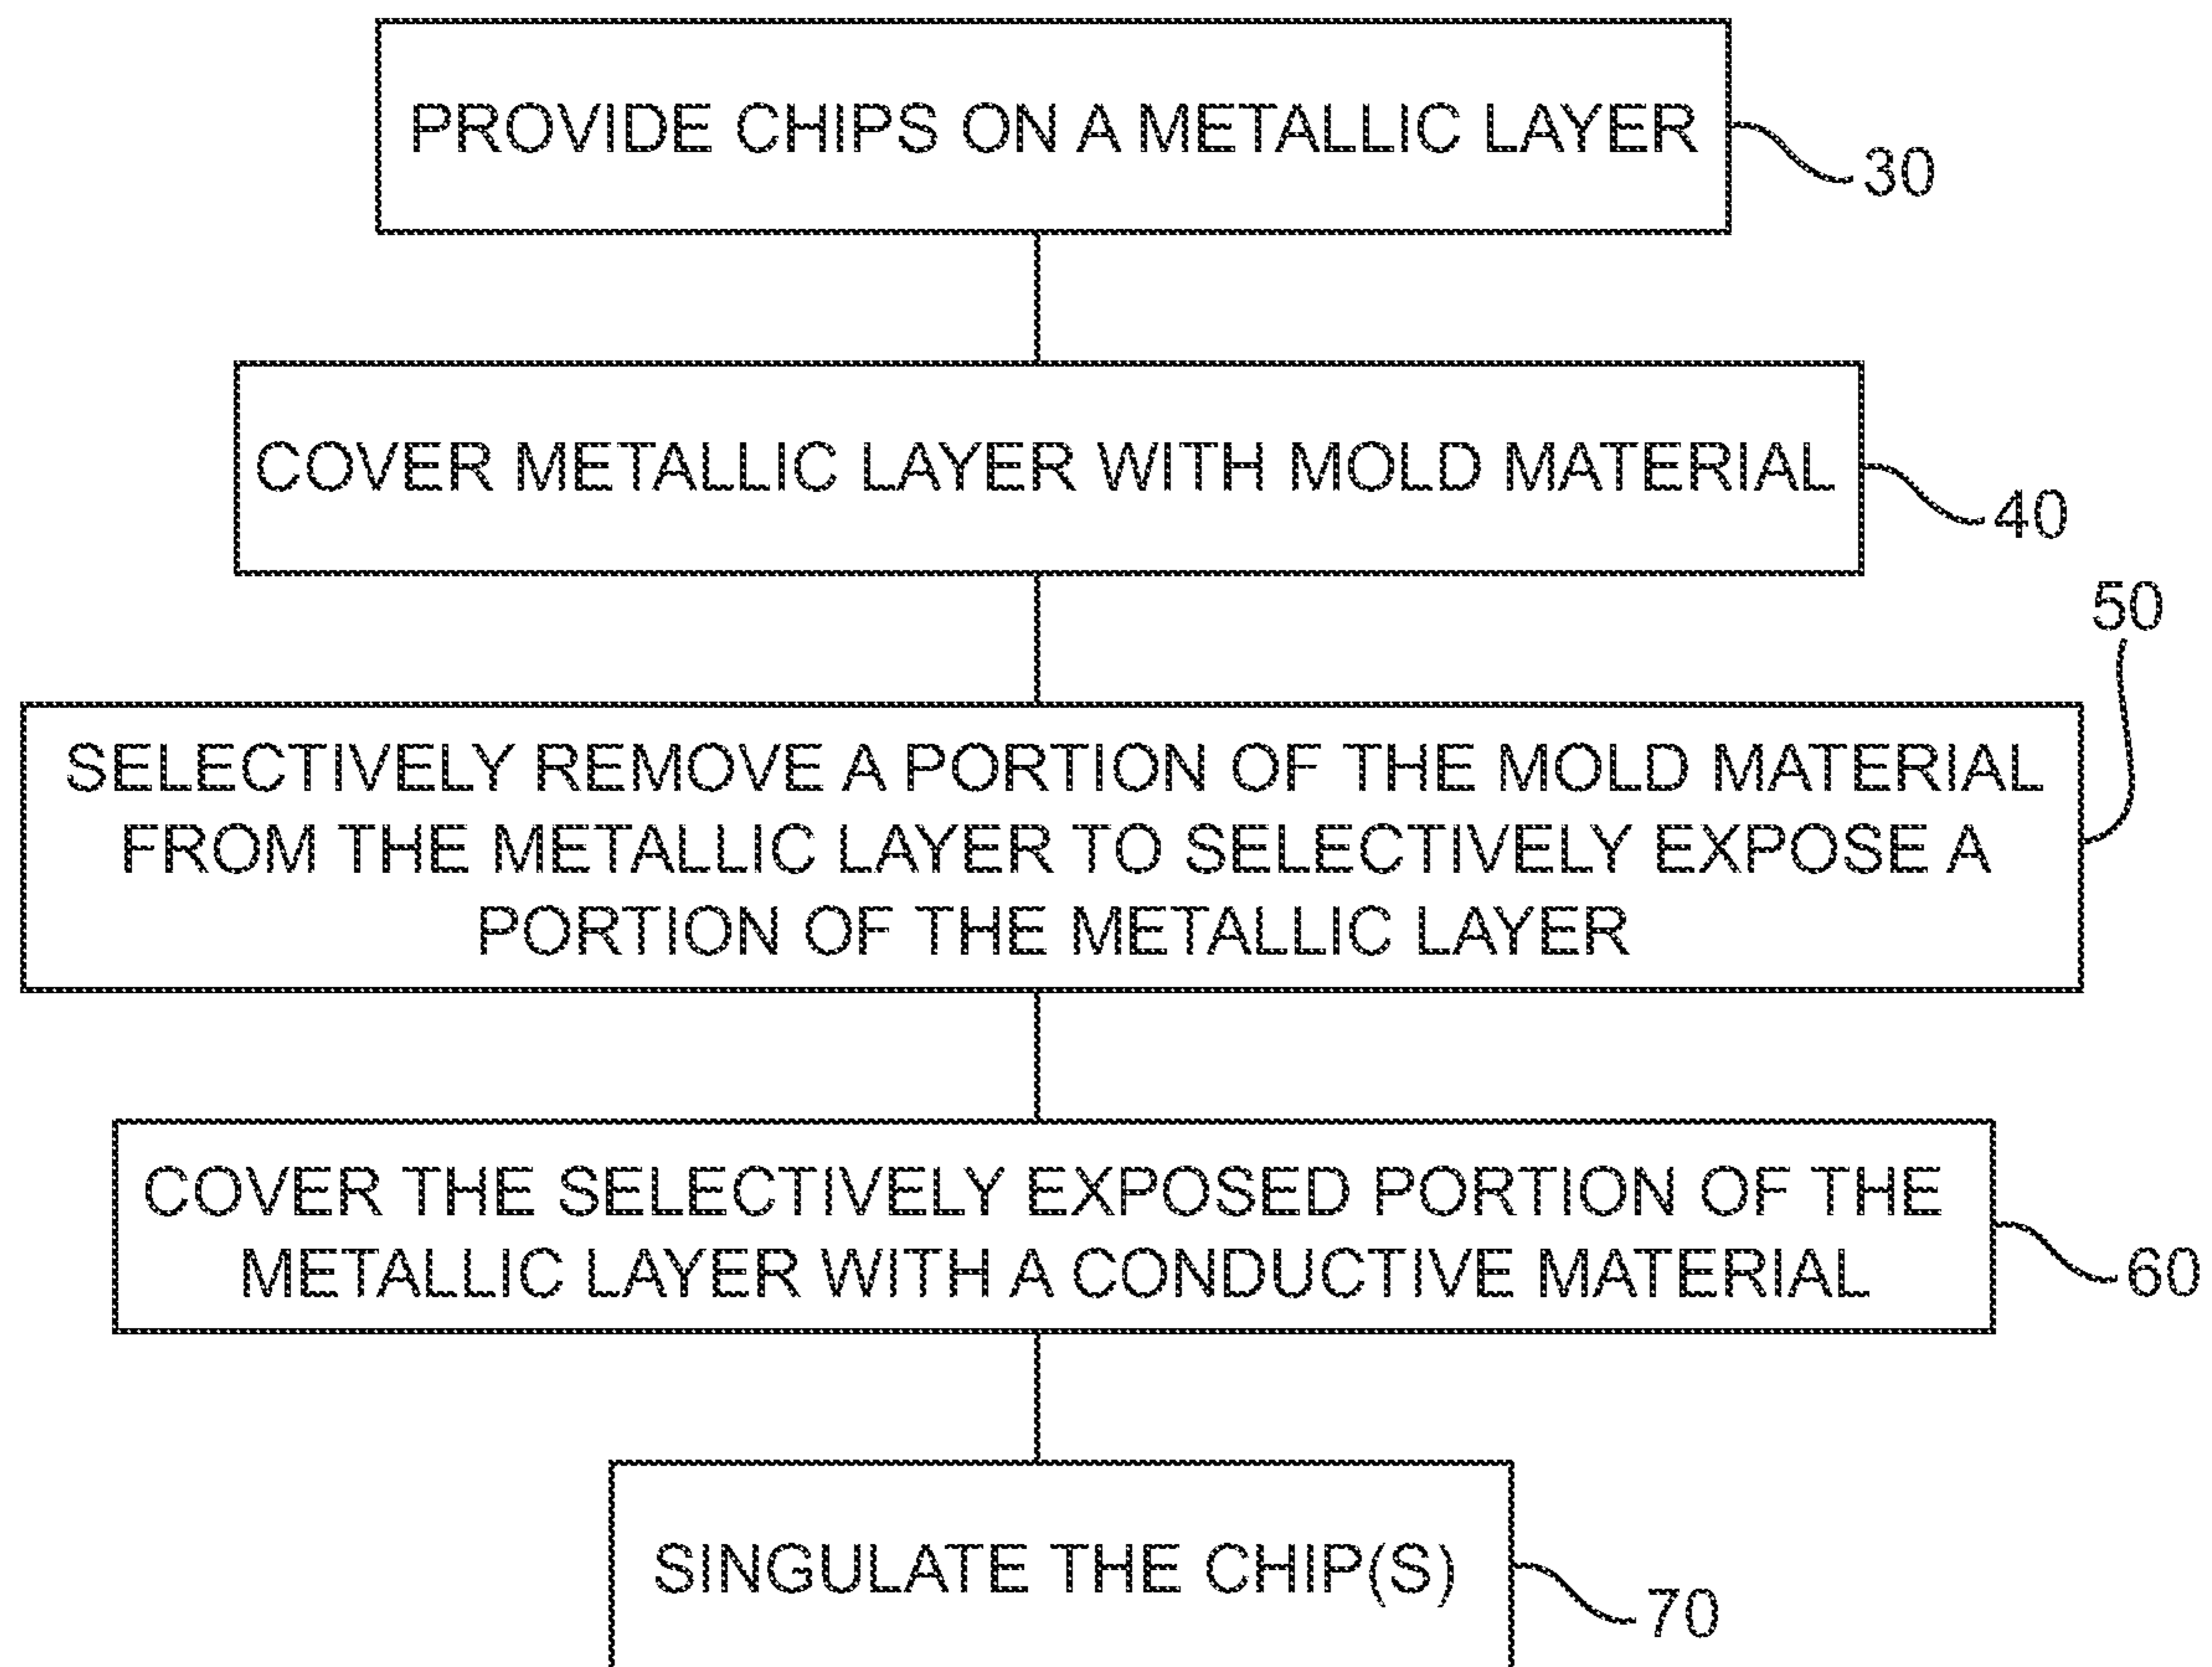 PROVIDE CHIPS ON A METALLIC LAYER
30
COVER METALLIC LAYER WITH MOLD MATERIAL
40
50
SELECTIVELY REMOVE A PORTION OF THE MOLD MATERIAL
FROM THE METALLIC LAYER TO SELECTIVELY EXPOSE A
PORTION OF THE METALLIC LAYER
COVER THE SELECTIVELY EXPOSED PORTION OF THE
METALLIC LAYER WITH A CONDUCTIVE MATERIAL
60
SINGULATE THE CHIP(S)
70